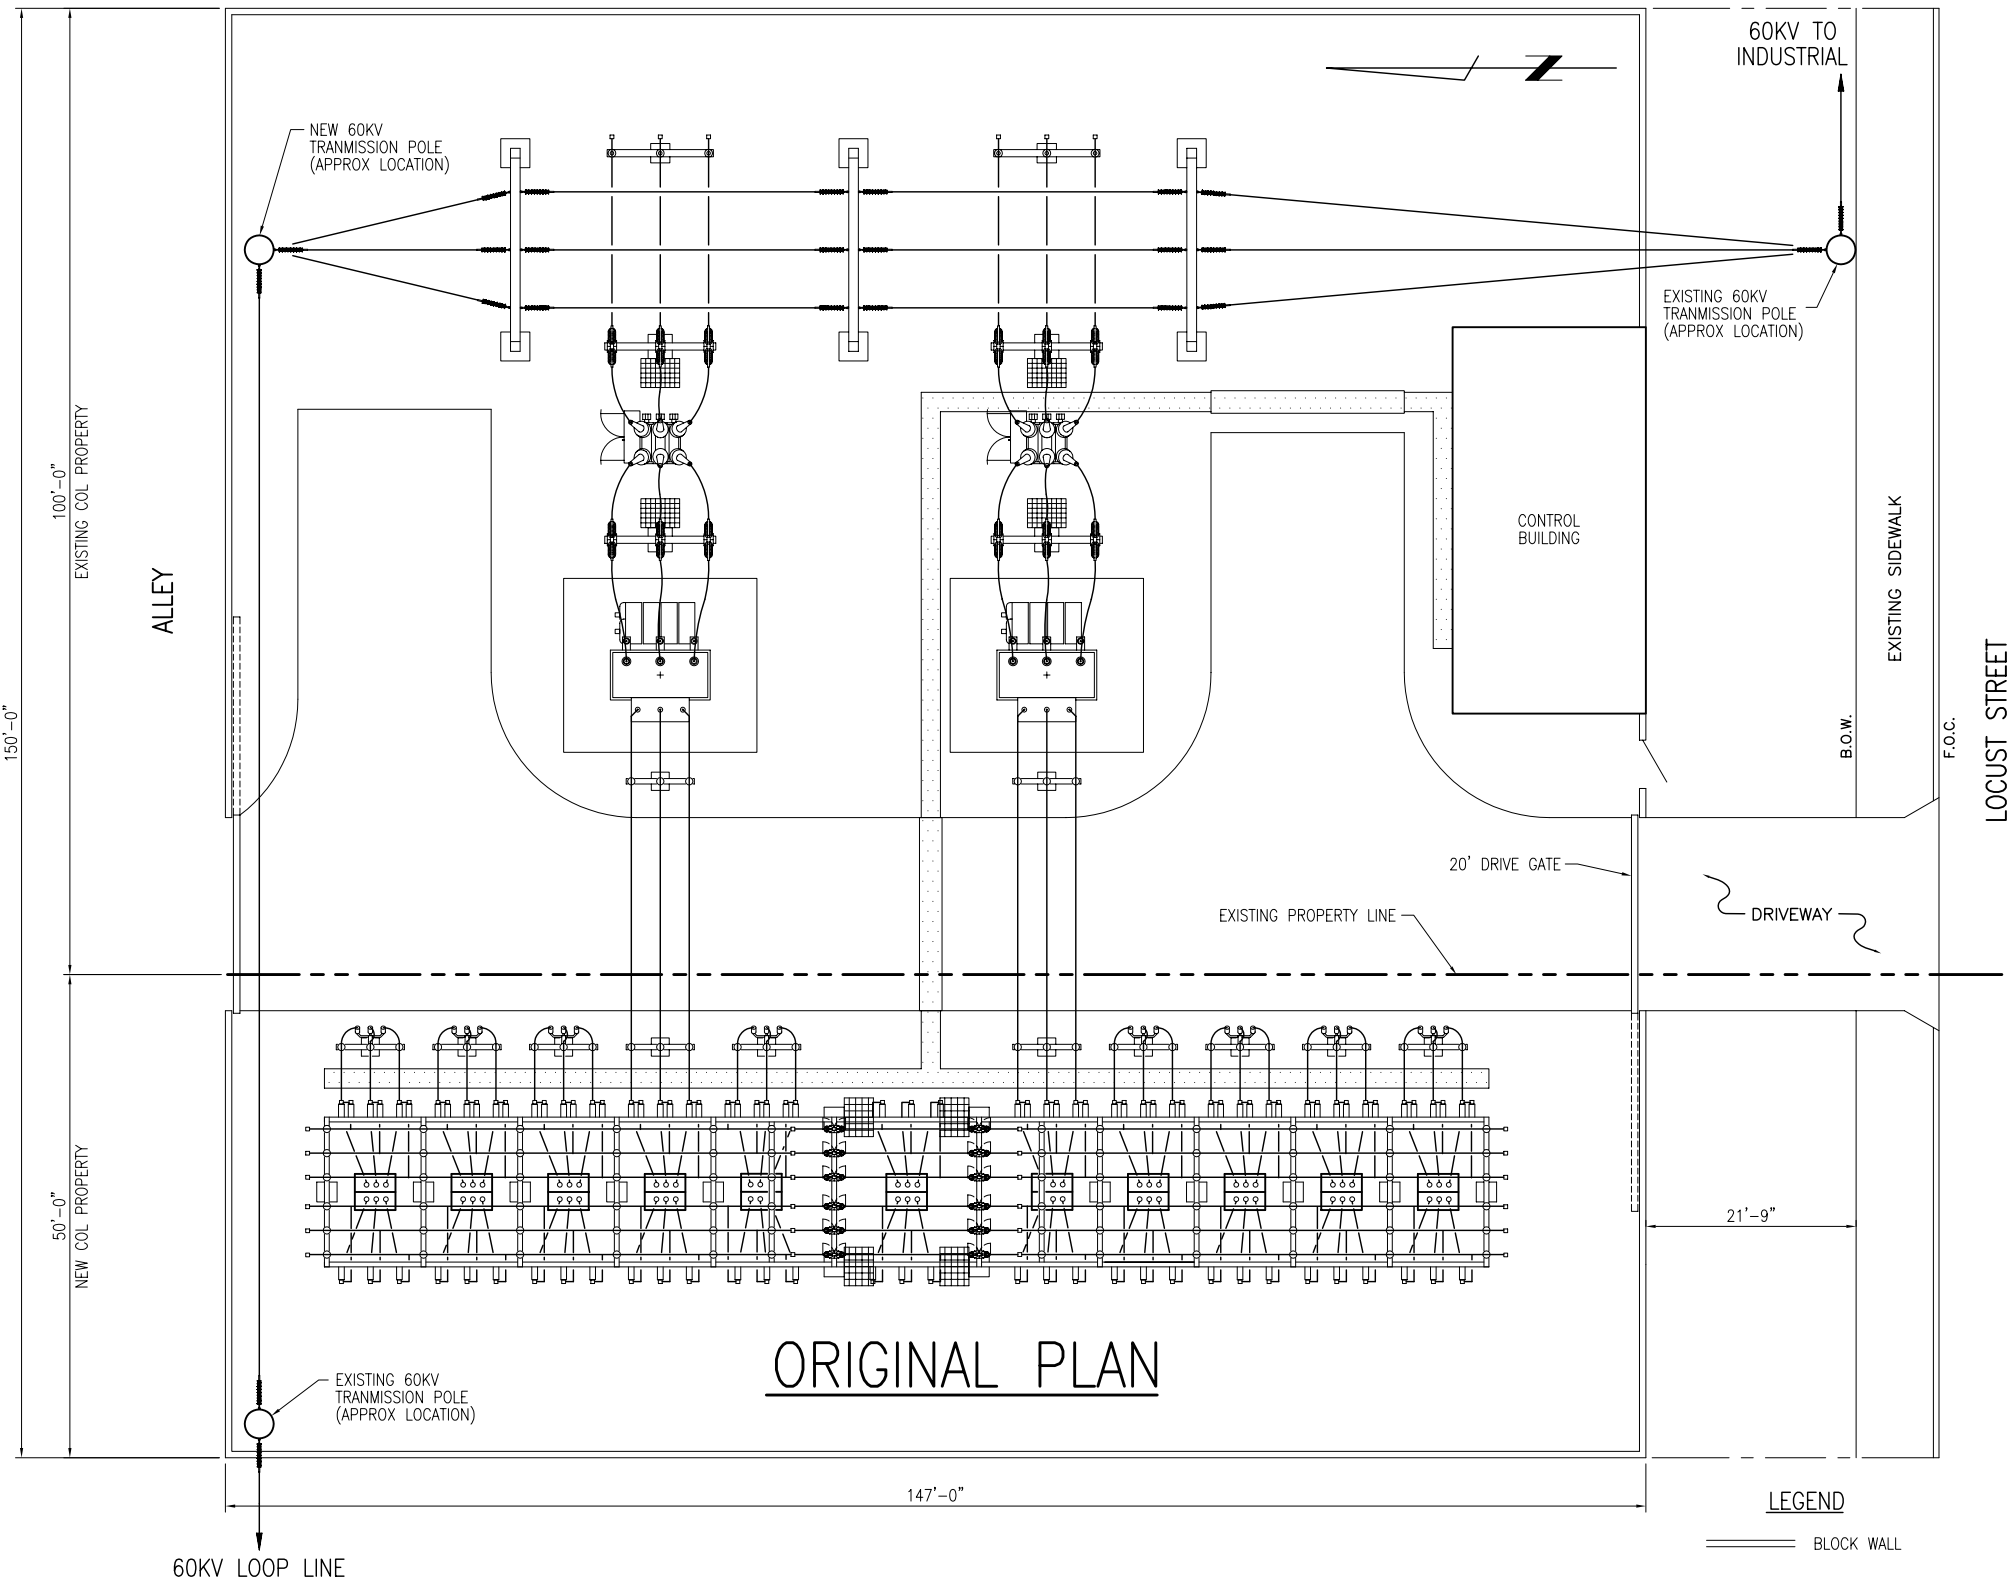 60KV TO
INDUSTRIAL
N
NEW 60KV
TRANMISSION POLE
(APPROX LOCATION)
EXISTING 60KV
TRANMISSION POLE
(APPROX LOCATION)
100'-0"
EXISTING COL PROPERTY
150'-0"
ALLEY
CONTROL
BUILDING
EXISTING SIDEWALK
B.O.W.
F.O.C.
LOCUST STREET
20' DRIVE GATE
EXISTING PROPERTY LINE
DRIVEWAY
50'-0"
NEW COL PROPERTY
21'-9"
ORIGINAL PLAN
EXISTING 60KV
TRANMISSION POLE
(APPROX LOCATION)
147'-0"
60KV LOOP LINE
LEGEND
BLOCK WALL